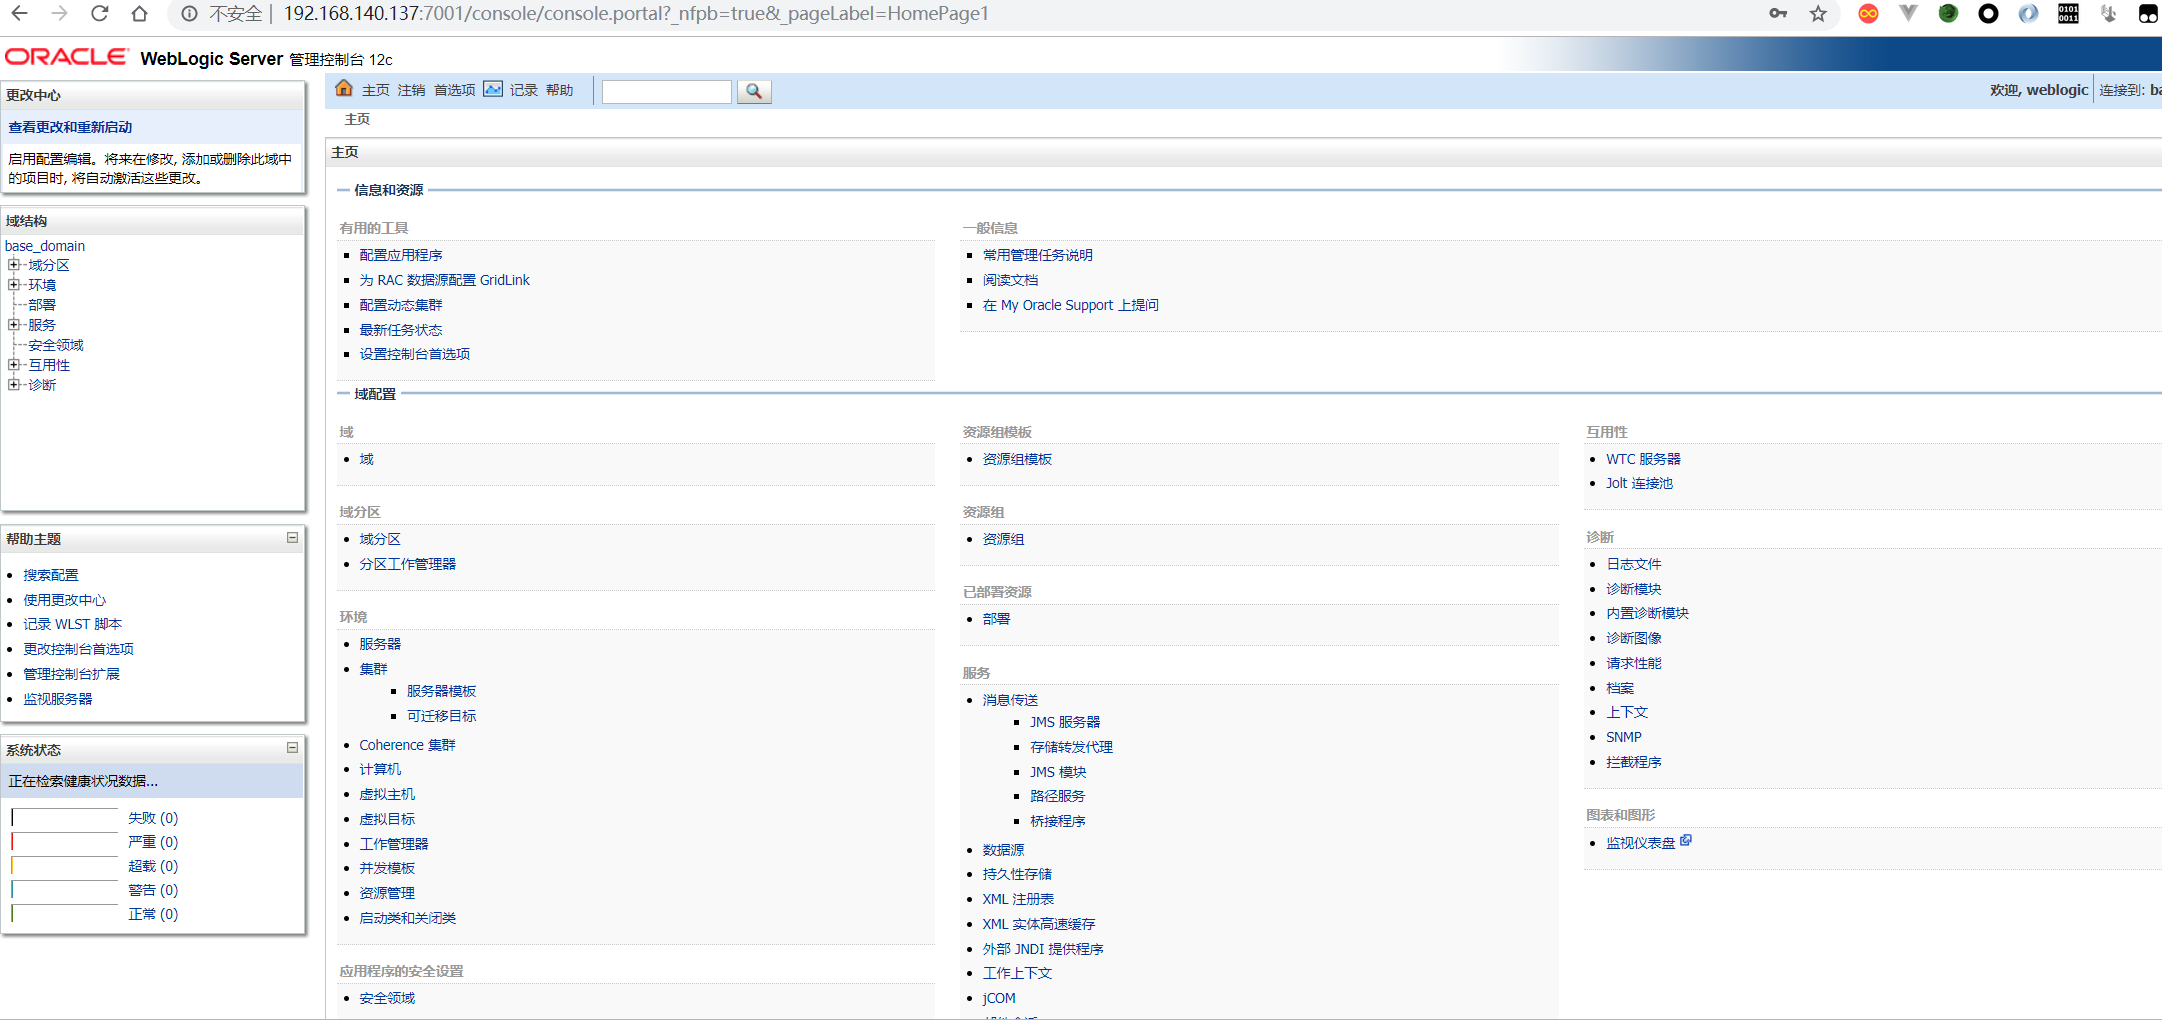 不安全 | 192.168.140.137:7001/console/console.portal?_nfpb=true&_pageLabel=HomePage1
ORACLE WebLogic Server 管理控制台 12c
更改中心
查看更改和重新启动
启用配置编辑。将来在修改, 添加或删除此域中
的项目时, 将自动激活这些更改。
域结构
base_domain
域分区
环境
部署
服务
安全领域
互用性
诊断
帮助主题
搜索配置
使用更改中心
记录 WLST 脚本
更改控制台首选项
管理控制台扩展
监视服务器
系统状态
正在检索健康状况数据...
失败 (0)
严重 (0)
超载 (0)
警告 (0)
正常 (0)
主页 注销 首选项 记录 帮助
欢迎, weblogic 连接到:
主页
主页
信息和资源
有用的工具
配置应用程序
为 RAC 数据源配置 GridLink
配置动态集群
最新任务状态
设置控制台首选项
一般信息
常用管理任务说明
阅读文档
在 My Oracle Support 上提问
域配置
域
域
域分区
域分区
分区工作管理器
环境
服务器
集群
服务器模板
可迁移目标
Coherence 集群
计算机
虚拟主机
虚拟目标
工作管理器
并发模板
资源管理
启动类和关闭类
应用程序的安全设置
安全领域
资源组模板
资源组模板
资源组
资源组
已部署资源
部署
服务
消息传送
JMS 服务器
存储转发代理
JMS 模块
路径服务
桥接程序
数据源
持久性存储
XML 注册表
XML 实体高速缓存
外部 JNDI 提供程序
工作上下文
jCOM
互用性
WTC 服务器
Jolt 连接池
诊断
日志文件
诊断模块
内置诊断模块
诊断图像
请求性能
档案
上下文
SNMP
拦截程序
图表和图形
监视仪表盘